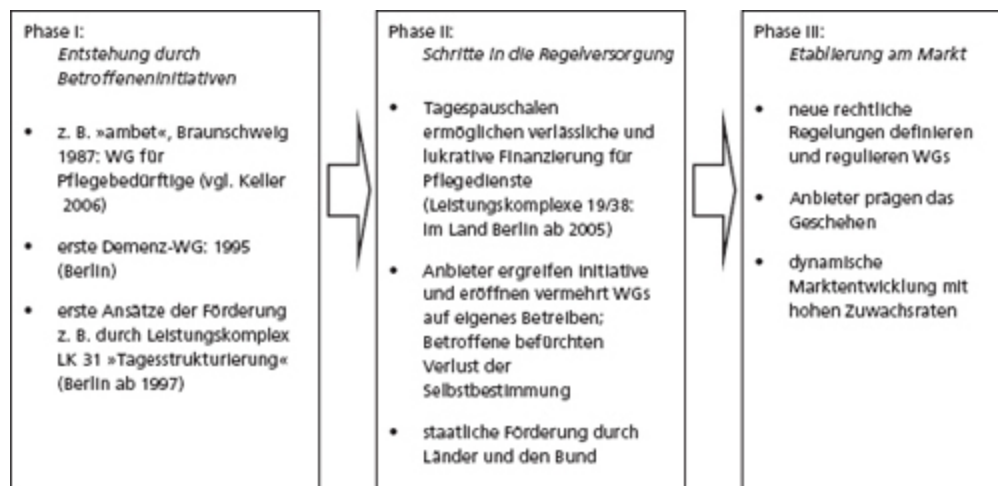 Phase I:
Entstehung durch
Betroffeneninitiativen
• z. B. »ambet«, Braunschweig
1987: WG für
Pflegebedürftige (vgl. Keller
2006)
• erste Demenz-WG: 1995
(Berlin)
• erste Ansätze der Förderung
z. B. durch Leistungskomplex
LK 31 »Tagesstrukturierung«
(Berlin ab 1997)
Phase II:
Schritte in die Regelversorgung
• Tagespauschalen
ermöglichen verlässliche und
lukrative Finanzierung für
Pflegedienste
(Leistungskomplexe 19/38:
im Land Berlin ab 2005)
• Anbieter ergreifen Initiative
und eröffnen vermehrt WGs
auf eigenes Betreiben;
Betroffene befürchten
Verlust der
Selbstbestimmung
• staatliche Förderung durch
Länder und den Bund
Phase III:
Etablierung am Markt
• neue rechtliche
Regelungen definieren
und regulieren WGs
• Anbieter prägen das
Geschehen
• dynamische
Marktentwicklung mit
hohen Zuwachsraten